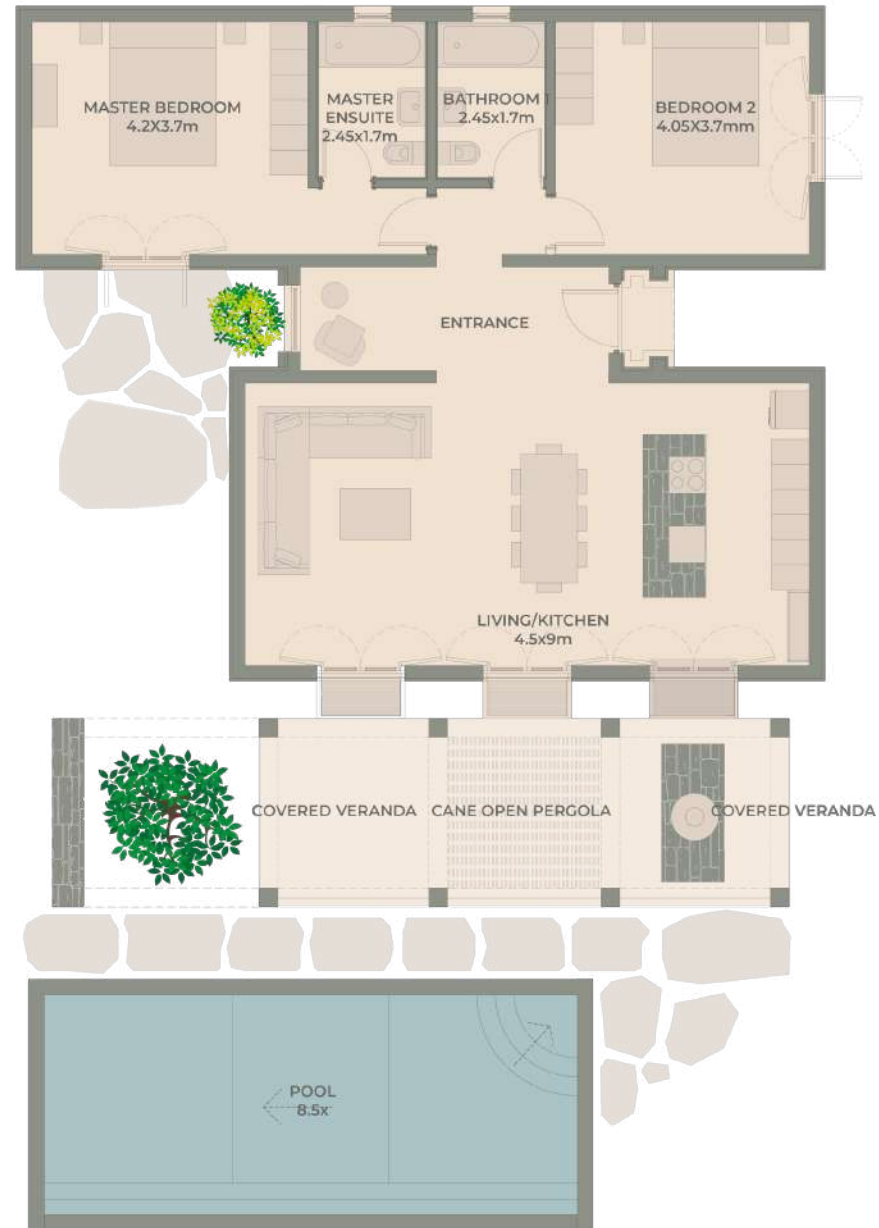 MASTER BEDROOM
4.2X3.7m
MASTER
ENSUITE
2.45x1.7m
BATHROOM 1
2.45x1.7m
BEDROOM 2
4.05X3.7mm
ENTRANCE
LIVING/KITCHEN
4.5x9m
COVERED VERANDA
CANE OPEN PERGOLA
COVERED VERANDA
POOL
8.5x